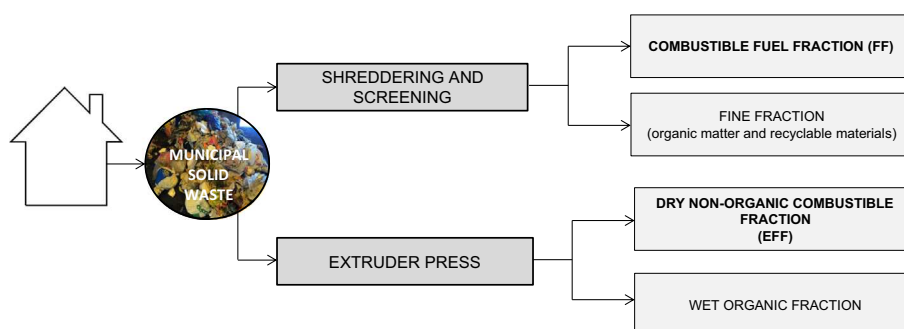 COMBUSTIBLE FUEL FRACTION (FF)
SHREDDERING AND
SCREENING
FINE FRACTION
(organic matter and recyclable materials)
MUNICIPAL
SOLID
WASTE
DRY NON-ORGANIC COMBUSTIBLE
FRACTION
(EFF)
EXTRUDER PRESS
WET ORGANIC FRACTION